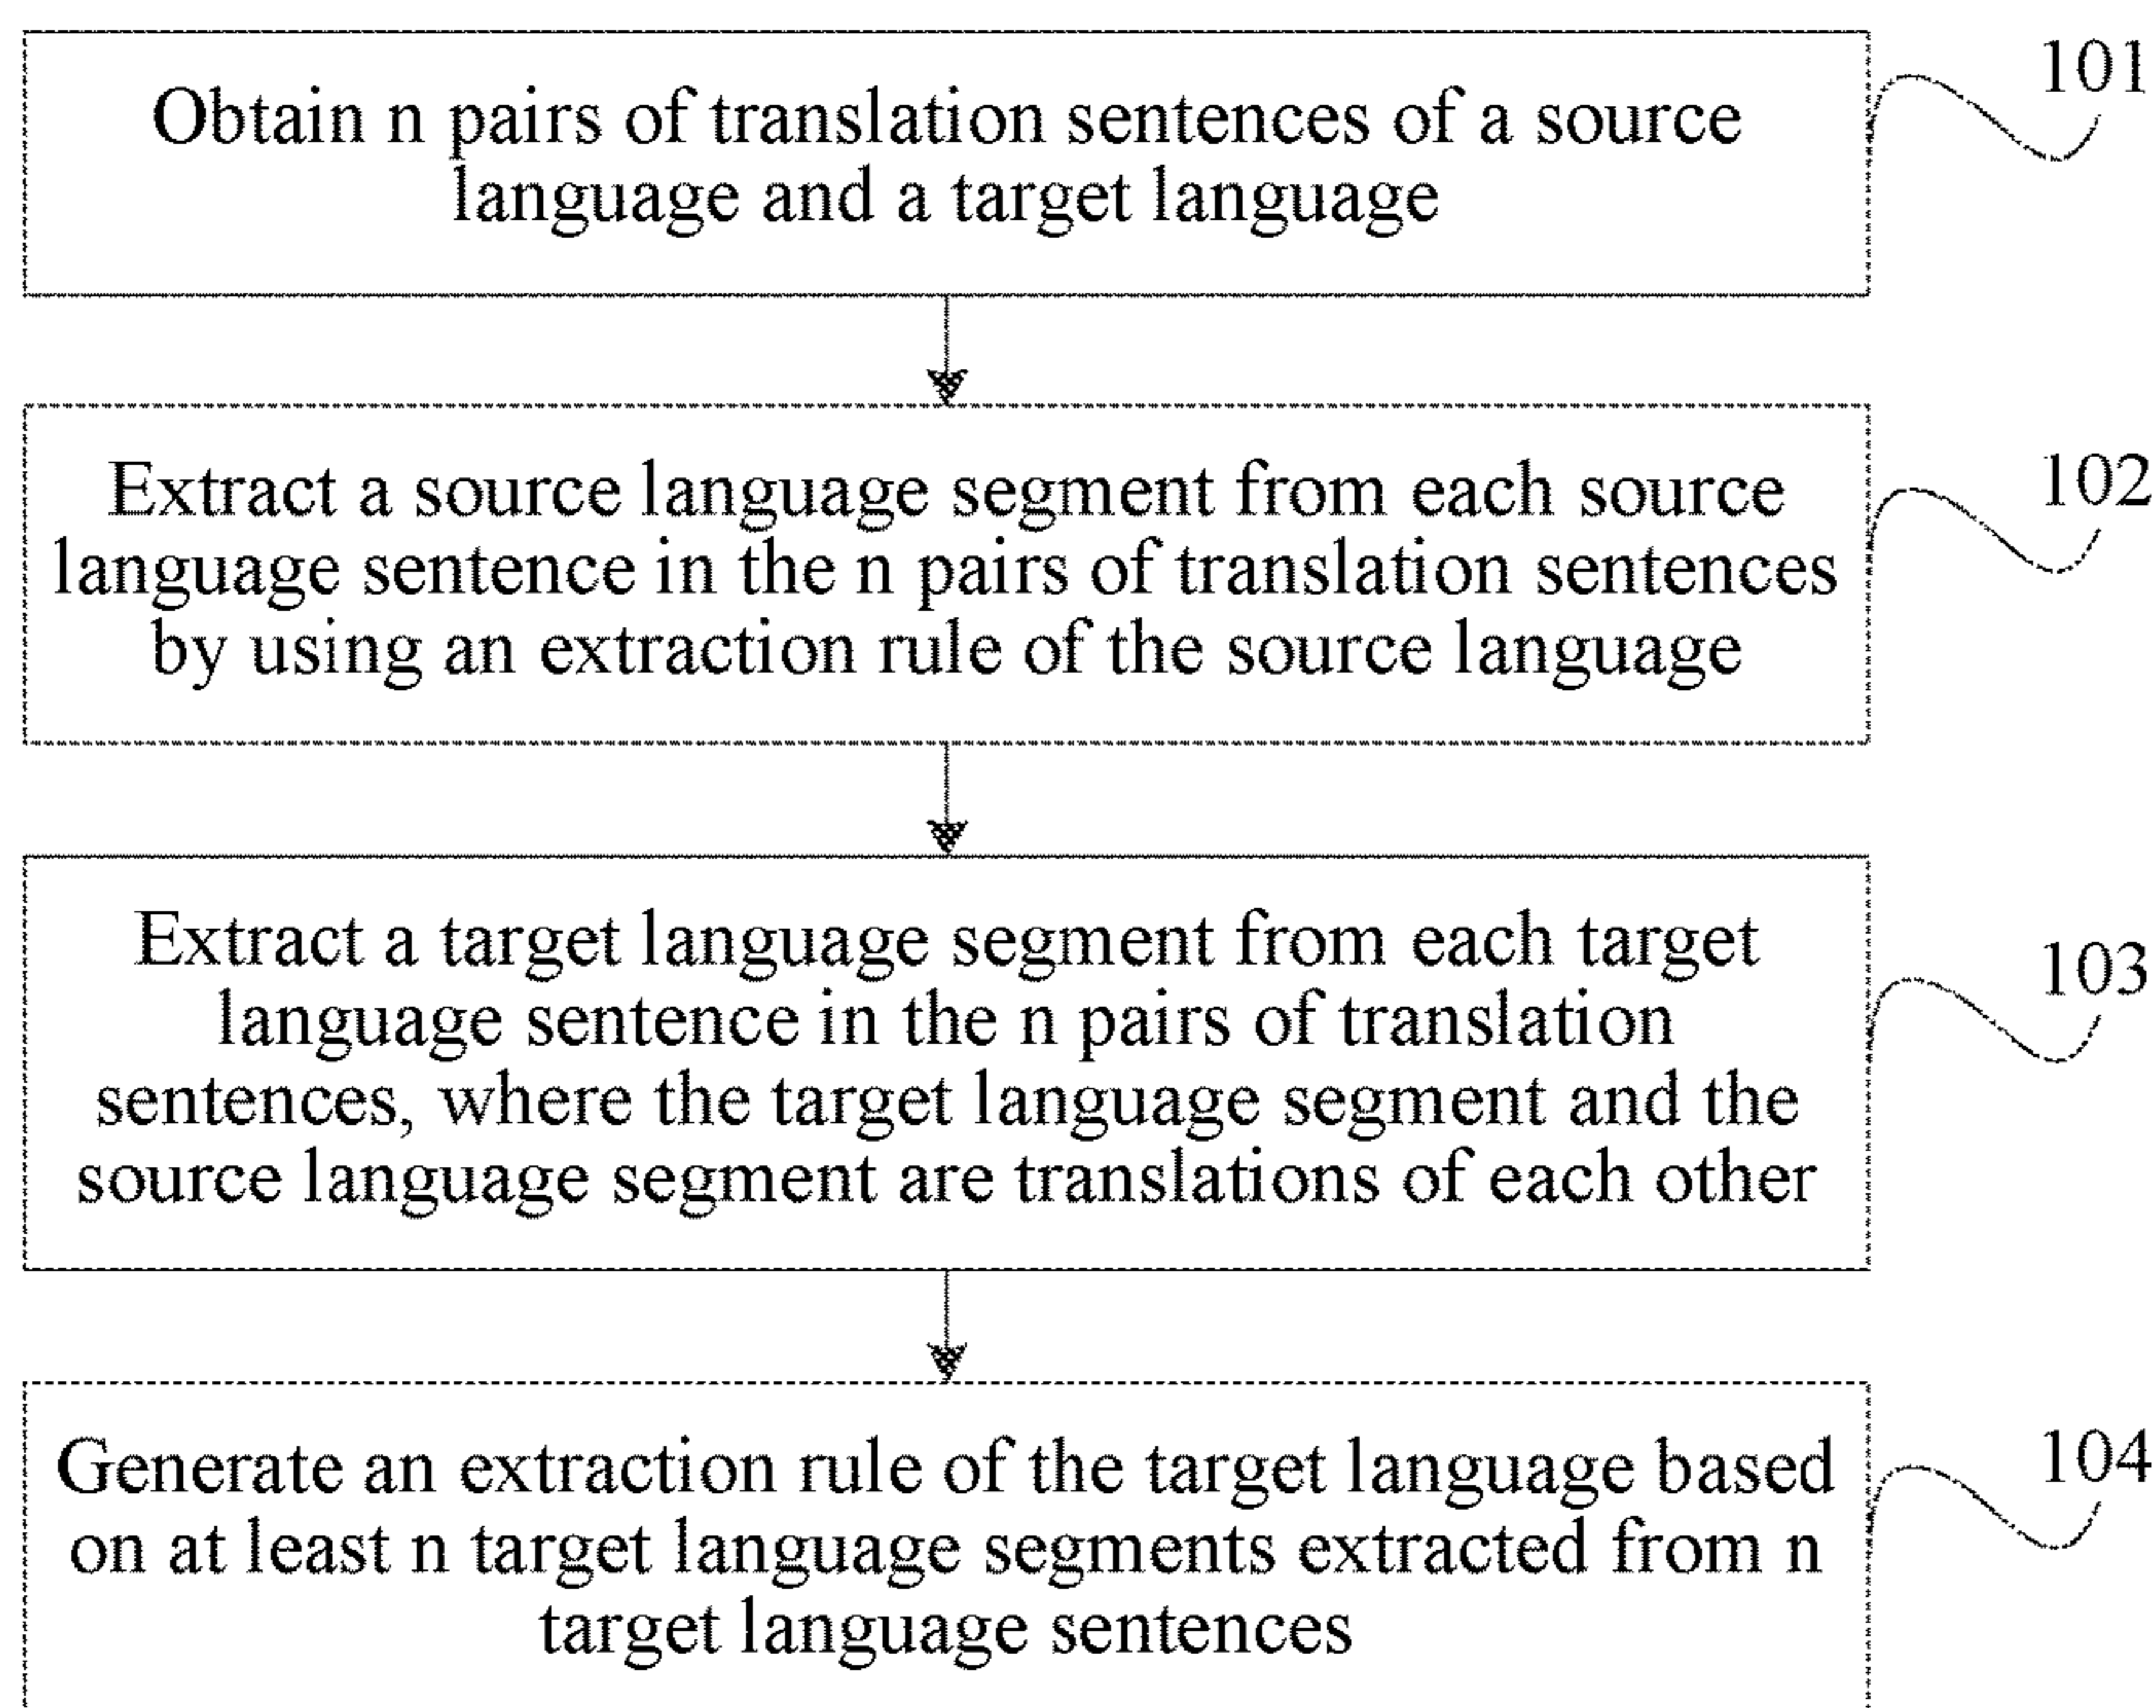 101
Obtain n pairs of translation sentences of a source
language and a target language
102
Extract a source language segment from each source
language sentence in the n pairs of translation sentences
by using an extraction rule of the source language
103
Extract a target language segment from each target
language sentence in the n pairs of translation
sentences, where the target language segment and the
source language segment are translations of each other
104
Generate an extraction rule of the target language based
on at least n target language segments extracted from n
target language sentences